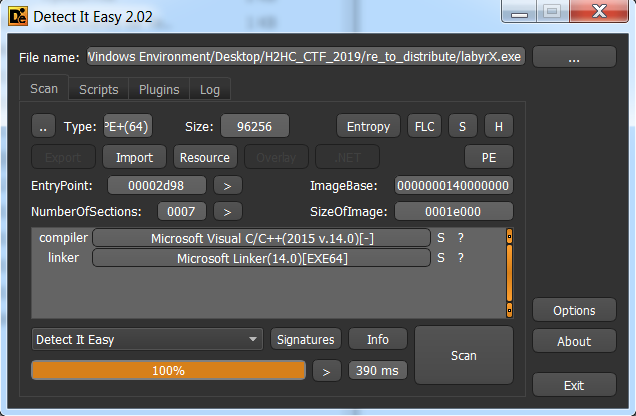 Detect It Easy 2.02
File name: Windows Environment/Desktop/H2HC_CTF_2019/re_to_distribute/labyrX.exe ...
Scan Scripts Plugins Log
.. Type: PE+(64) Size: 96256 Entropy FLC S H
Export Import Resource Overlay .NET PE
EntryPoint: 00002d98 > ImageBase: 0000000140000000
NumberOfSections: 0007 > SizeOfImage: 0001e000
compiler Microsoft Visual C/C++(2015 v.14.0)[-] S ?
linker Microsoft Linker(14.0)[EXE64] S ?
Options
Detect It Easy Signatures Info Scan About
100% > 390 ms
Exit